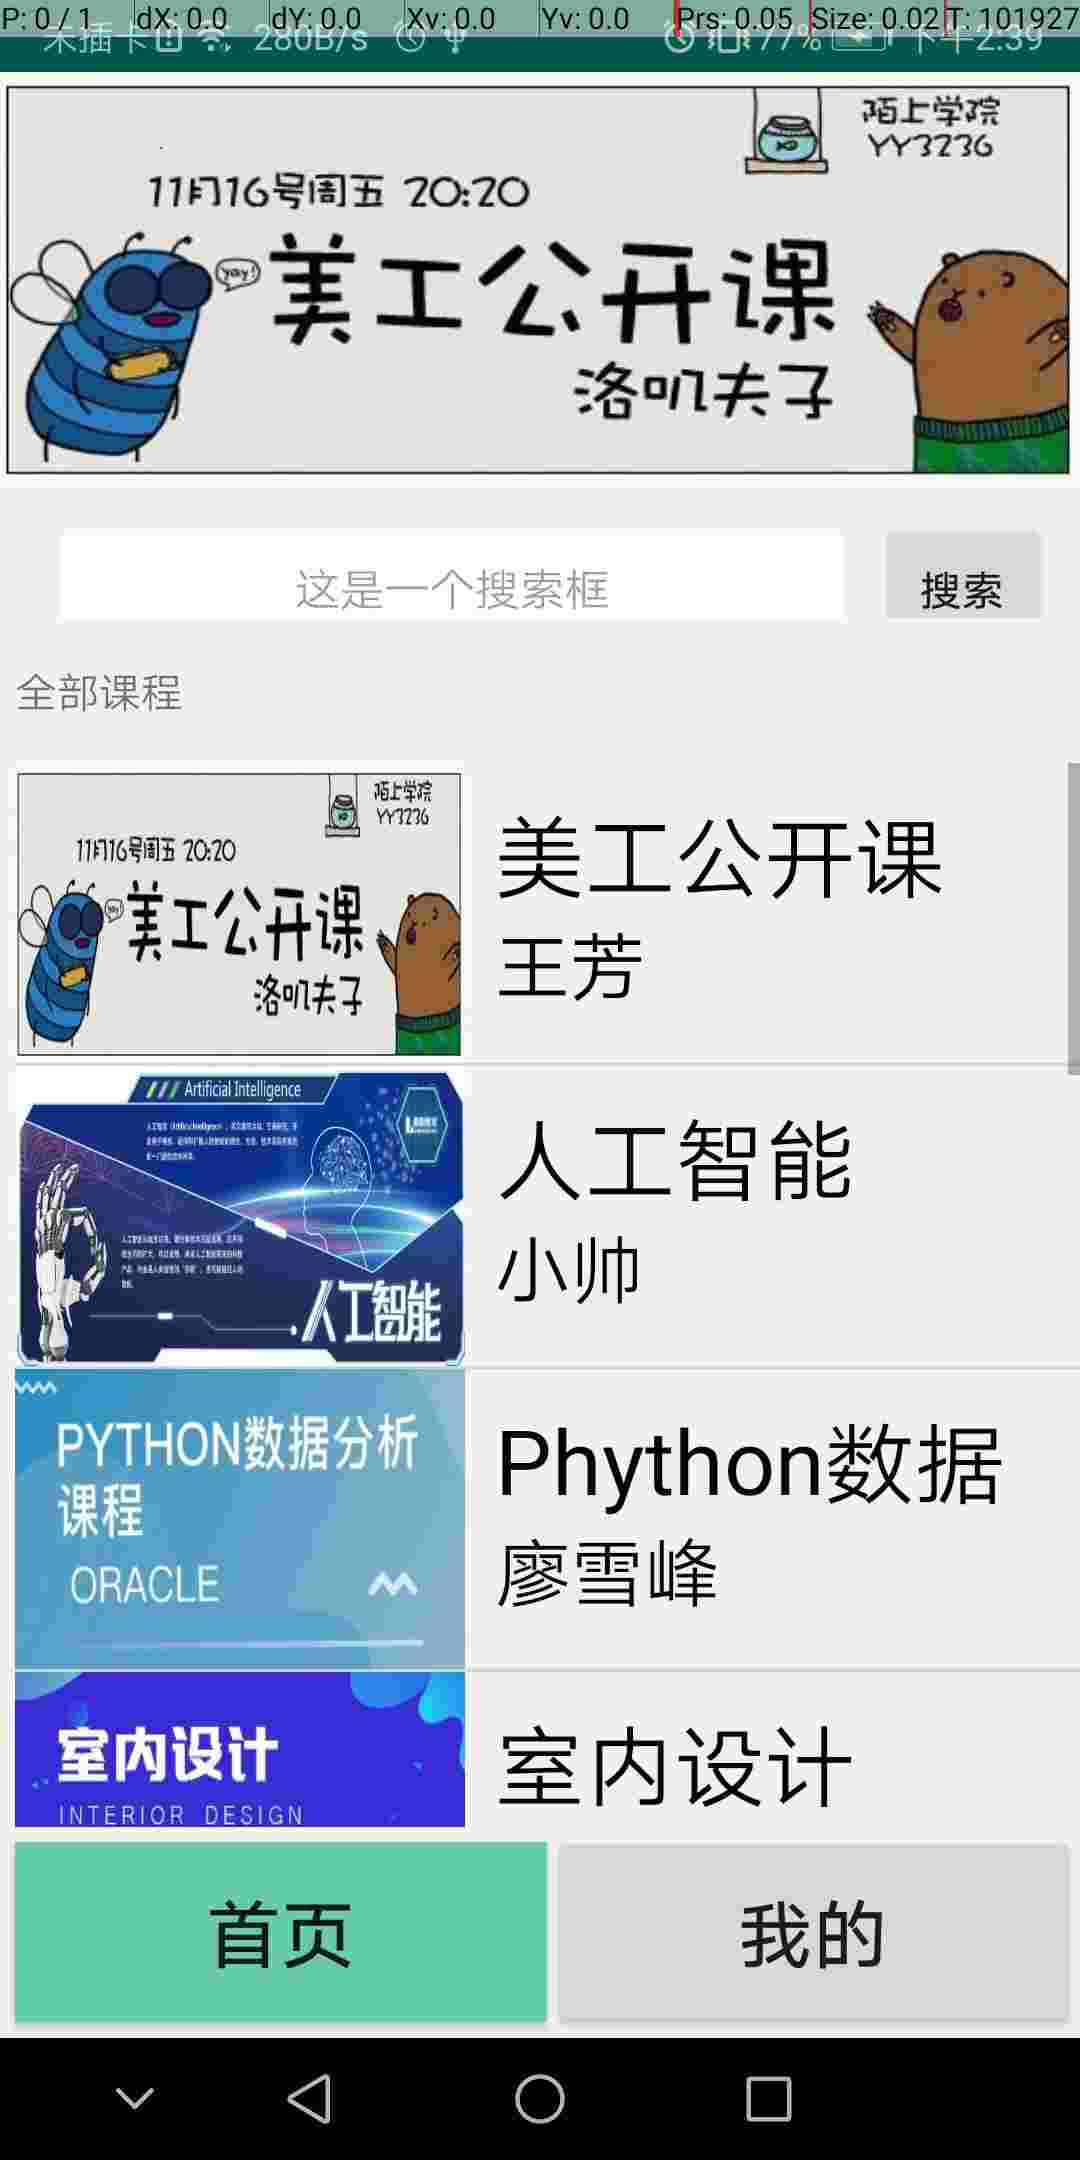 P: 0 / 1 dX: 0.0 dY: 0.0 Xv: 0.0 Yv: 0.0 Prs: 0.05 Size: 0.02 T: 101927
未插卡 280B/s 77% 下午2:39
陌上学院
YY3236
11月16号周五 20:20
yay!
美工公开课
洛叽夫子
这是一个搜索框
搜索
全部课程
陌上学院
YY3236
11月16号周五 20:20
yay!
美工公开课
洛叽夫子
美工公开课
王芳
Artificial Intelligence
人工智能
人工智能
小帅
PYTHON数据分析
课程
ORACLE
Phython数据
廖雪峰
室内设计
INTERIOR DESIGN
室内设计
首页
我的